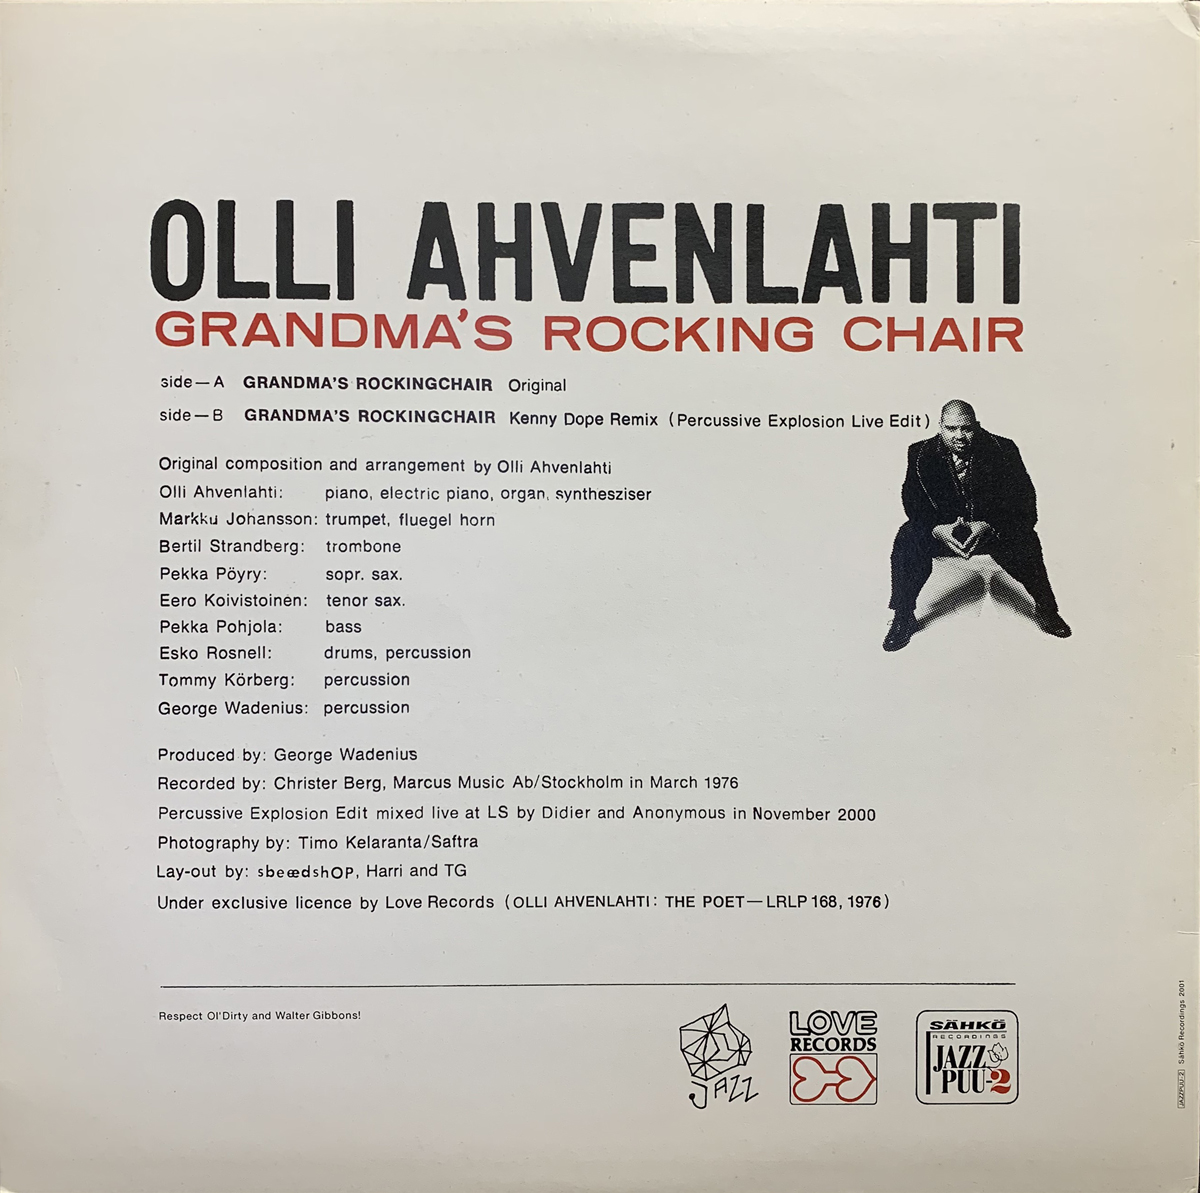 OLLI AHVENLAHTI
GRANDMA'S ROCKING CHAIR
side—A GRANDMA'S ROCKINGCHAIR Original
side—B GRANDMA'S ROCKINGCHAIR Kenny Dope Remix (Percussive Explosion Live Edit)
Original composition and arrangement by Olli Ahvenlahti
Olli Ahvenlahti: piano, electric piano, organ, synthesziser
Markku Johansson: trumpet, fluegel horn
Bertil Strandberg: trombone
Pekka Pöyry: sopr. sax.
Eero Koivistoinen: tenor sax.
Pekka Pohjola: bass
Esko Rosnell: drums, percussion
Tommy Körberg: percussion
George Wadenius: percussion
Produced by: George Wadenius
Recorded by: Christer Berg, Marcus Music Ab/Stockholm in March 1976
Percussive Explosion Edit mixed live at LS by Didier and Anonymous in November 2000
Photography by: Timo Kelaranta/Saftra
Lay-out by: sbeedshOP, Harri and TG
Under exclusive licence by Love Records (OLLI AHVENLAHTI: THE POET—LRLP 168, 1976)
Respect Ol'Dirty and Walter Gibbons!
JAZZ
LOVE
RECORDS
SÄHKÖ
RECORDINGS
JAZZ
PUU-2
JAZZPUU-2 Sähkö Recordings 2001